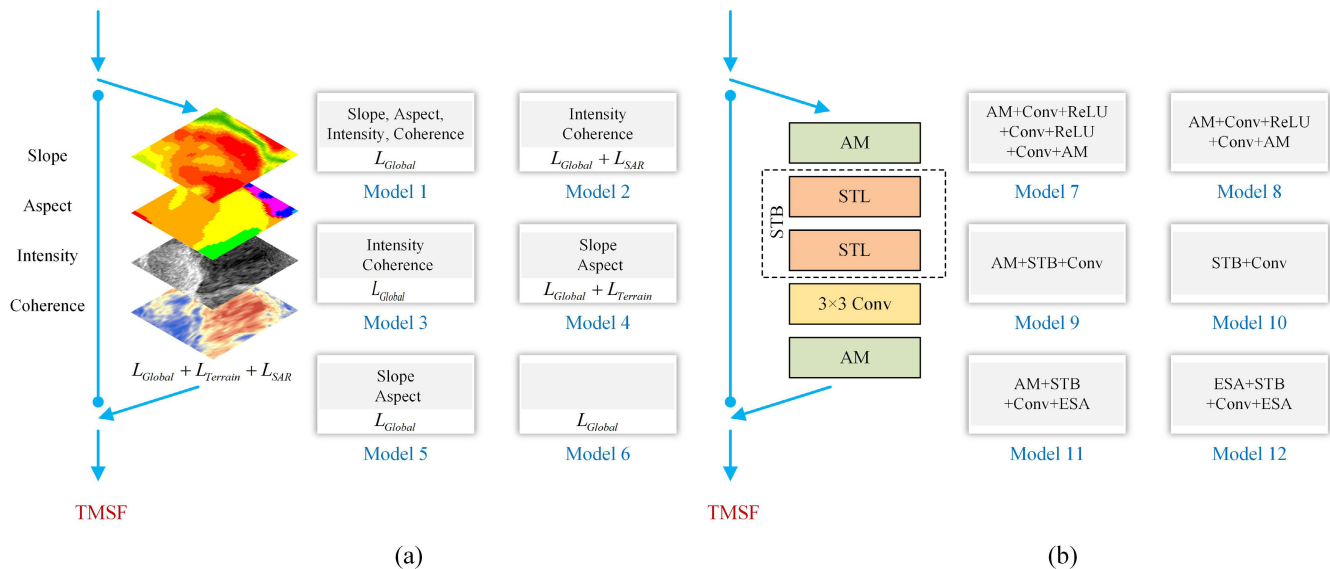 Slope
Aspect
Intensity
Coherence
L_Global + L_Terrain + L_SAR
TMSF
Slope, Aspect,
Intensity, Coherence
L_Global
Model 1
Intensity
Coherence
L_Global + L_SAR
Model 2
Intensity
Coherence
L_Global
Model 3
Slope
Aspect
L_Global + L_Terrain
Model 4
Slope
Aspect
L_Global
Model 5
L_Global
Model 6
(a)
AM
STB
STL
STL
3×3 Conv
AM
TMSF
AM+Conv+ReLU
+Conv+ReLU
+Conv+AM
Model 7
AM+Conv+ReLU
+Conv+AM
Model 8
AM+STB+Conv
Model 9
STB+Conv
Model 10
AM+STB
+Conv+ESA
Model 11
ESA+STB
+Conv+ESA
Model 12
(b)